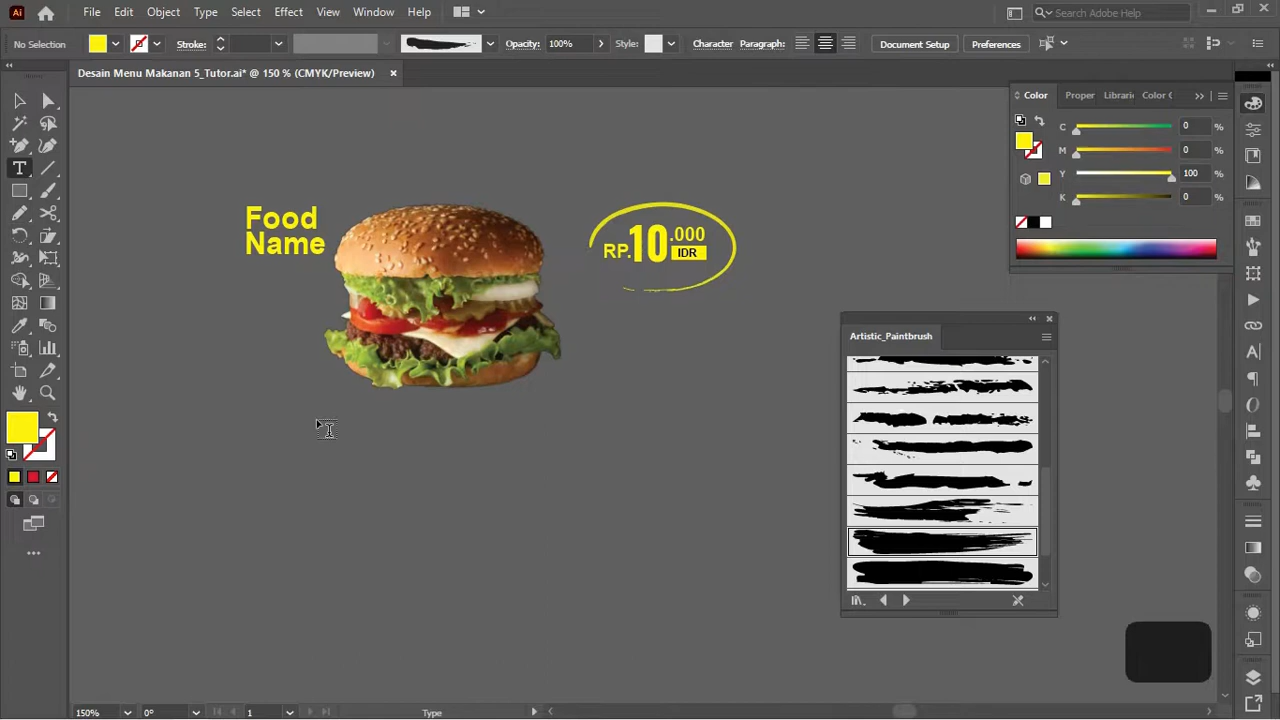 Ai File Edit Object Type Select Effect View Window Help Search Adobe Help
No Selection Stroke: Opacity: 100% Style: Character Paragraph: Document Setup Preferences
Desain Menu Makanan 5_Tutor.ai* @ 150 % (CMYK/Preview)
Color Proper Librari Color C
C 0 %
M 0 %
Y 100 %
K 0 %
Food
Name
RP.10.000
IDR
Artistic_Paintbrush
150% 0° 1 Type